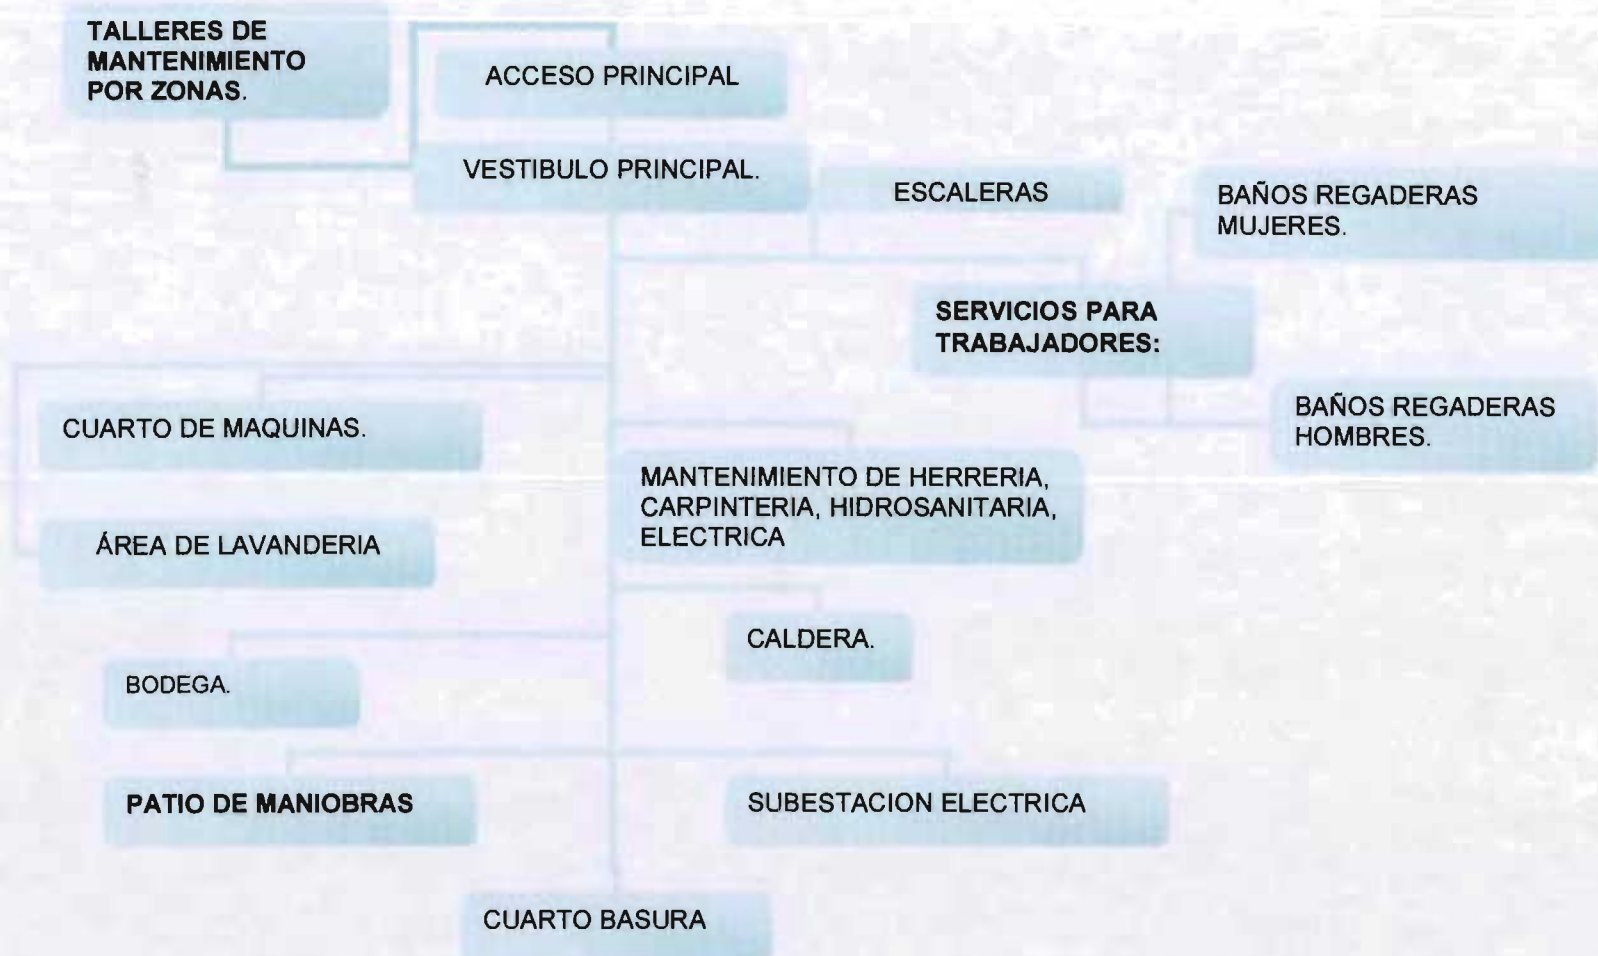 TALLERES DE
MANTENIMIENTO
POR ZONAS.
ACCESO PRINCIPAL
VESTIBULO PRINCIPAL.
ESCALERAS
BAÑOS REGADERAS
MUJERES.
SERVICIOS PARA
TRABAJADORES:
BAÑOS REGADERAS
HOMBRES.
CUARTO DE MAQUINAS.
MANTENIMIENTO DE HERRERIA,
CARPINTERIA, HIDROSANITARIA,
ELECTRICA
ÁREA DE LAVANDERIA
CALDERA.
BODEGA.
PATIO DE MANIOBRAS
SUBESTACION ELECTRICA
CUARTO BASURA